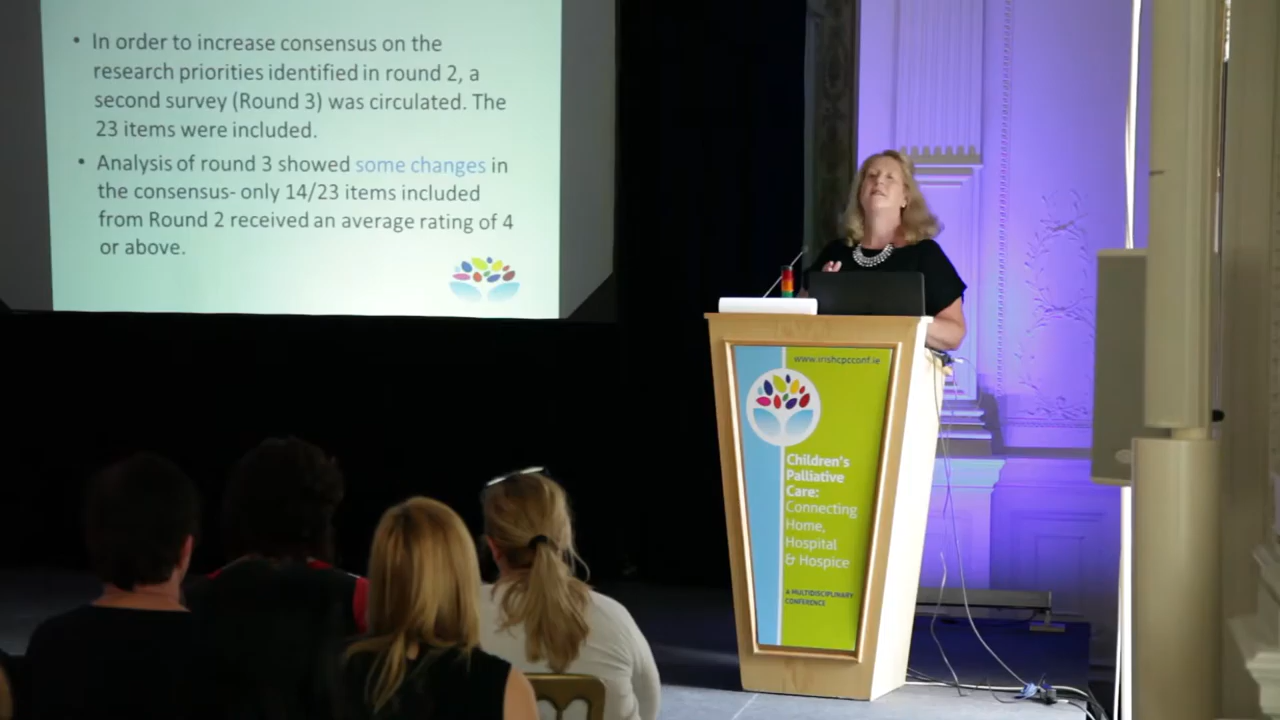 • In order to increase consensus on the
research priorities identified in round 2, a
second survey (Round 3) was circulated. The
23 items were included.
• Analysis of round 3 showed some changes in
the consensus- only 14/23 items included
from Round 2 received an average rating of 4
or above.
www.irishcpcconf.ie
Children's
Palliative
Care:
Connecting
Home,
Hospital
& Hospice
A MULTIDISCIPLINARY
CONFERENCE